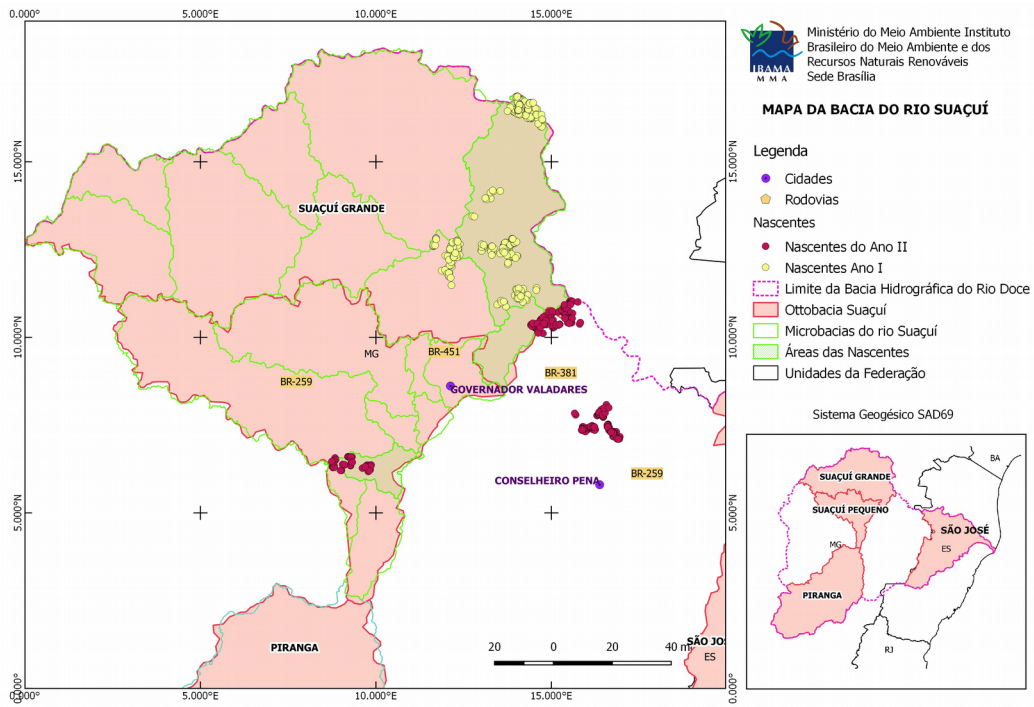 0.000°
5.000°
10.000°
15.000°
15.000°N
10.000°N
5.000°N
0.000°
15.000°N
10.000°N
5.000°N
0.000°
SUAÇUÍ GRANDE
MG
BR-451
BR-259
BR-381
GOVERNADOR VALADARES
BR-259
CONSELHEIRO PENA
PIRANGA
20 0 20 40 m
SÃO JOS
ES
0.000°
5.000°
10.000°
15.000°
IBAMA
M M A
Ministério do Meio Ambiente Instituto
Brasileiro do Meio Ambiente e dos
Recursos Naturais Renováveis
Sede Brasília
MAPA DA BACIA DO RIO SUAÇUÍ
Legenda
Cidades
Rodovias
Nascentes
Nascentes do Ano II
Nascentes Ano I
Limite da Bacia Hidrográfica do Rio Doce
Ottobacia Suaçuí
Microbacias do rio Suaçuí
Áreas das Nascentes
Unidades da Federação
Sistema Geogésico SAD69
BA
SUAÇUÍ GRANDE
SUAÇUÍ PEQUENO
SÃO JOSÉ
MG
ES
PIRANGA
RJ